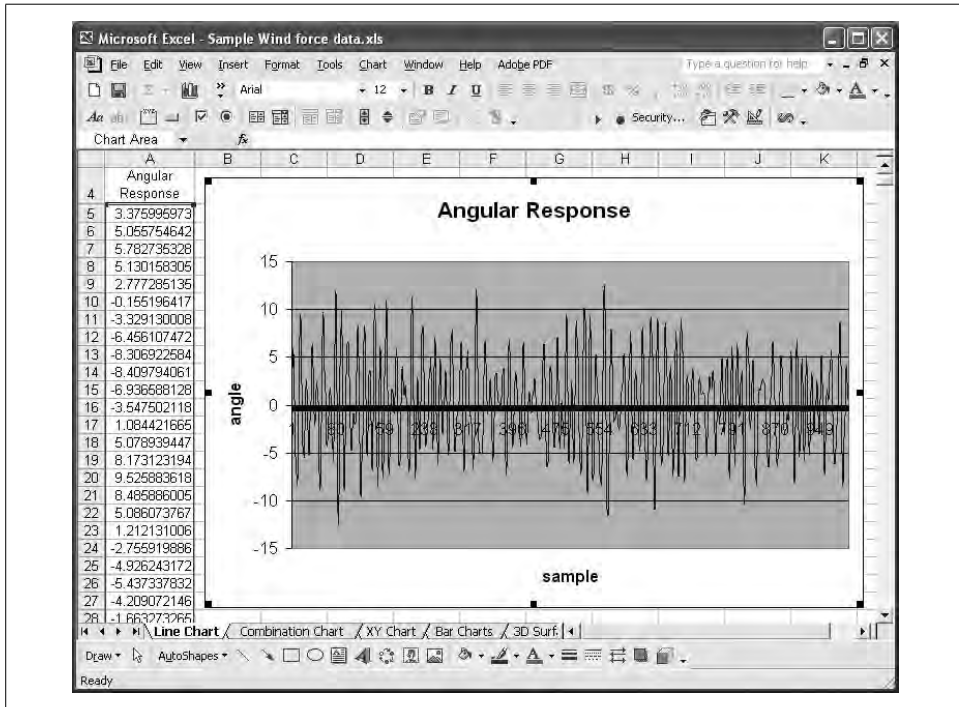 Microsoft Excel - Sample Wind force data.xls
File Edit View Insert Format Tools Chart Window Help Adobe PDF Type a question for help
Arial 12 B I U
Aa ab| Security...
Chart Area fx
A B C D E F G H I J K
4 Angular Response
5 3.375995973
6 5.055754642
7 5.782735328
8 5.130158305
9 2.777285135
10 -0.155196417
11 -3.329130008
12 -6.456107472
13 -8.306922584
14 -8.409794061
15 -6.936588128
16 -3.547502118
17 1.084421665
18 5.078939447
19 8.173123194
20 9.525883618
21 8.485886005
22 5.086073767
23 1.212131006
24 -2.755919886
25 -4.926243172
26 -5.437337832
27 -4.209072146
28 -1.663273265
Angular Response
15
10
5
0
-5
-10
-15
angle
1 80 159 238 317 396 475 554 633 712 791 870 949
sample
Line Chart Combination Chart XY Chart Bar Charts 3D Surf
Draw AutoShapes
Ready